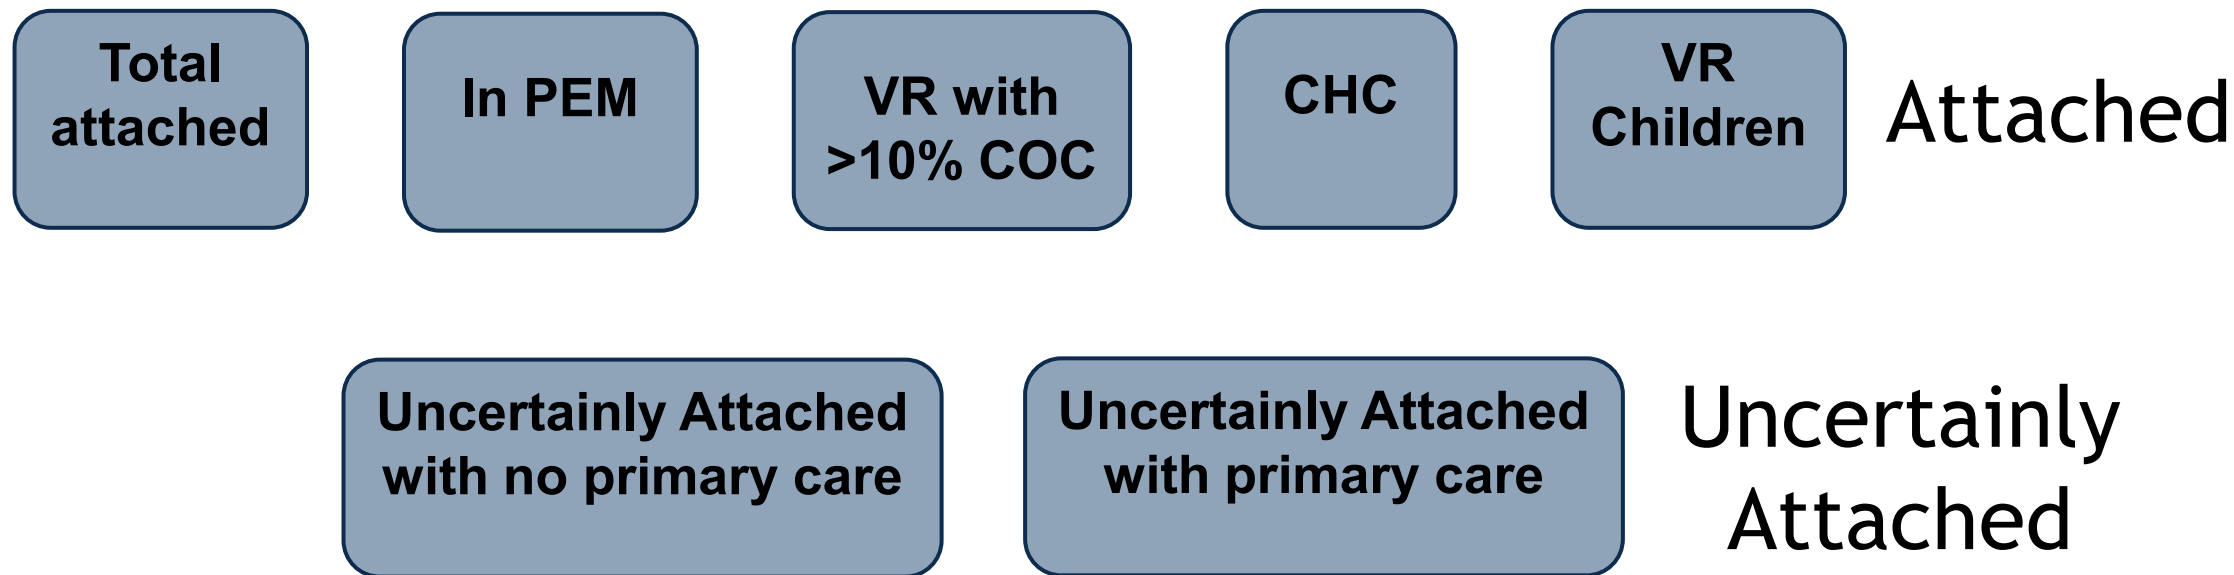 Total
attached
In PEM
VR with
>10% COC
CHC
VR
Children
Attached
Uncertainly Attached
with no primary care
Uncertainly Attached
with primary care
Uncertainly
Attached